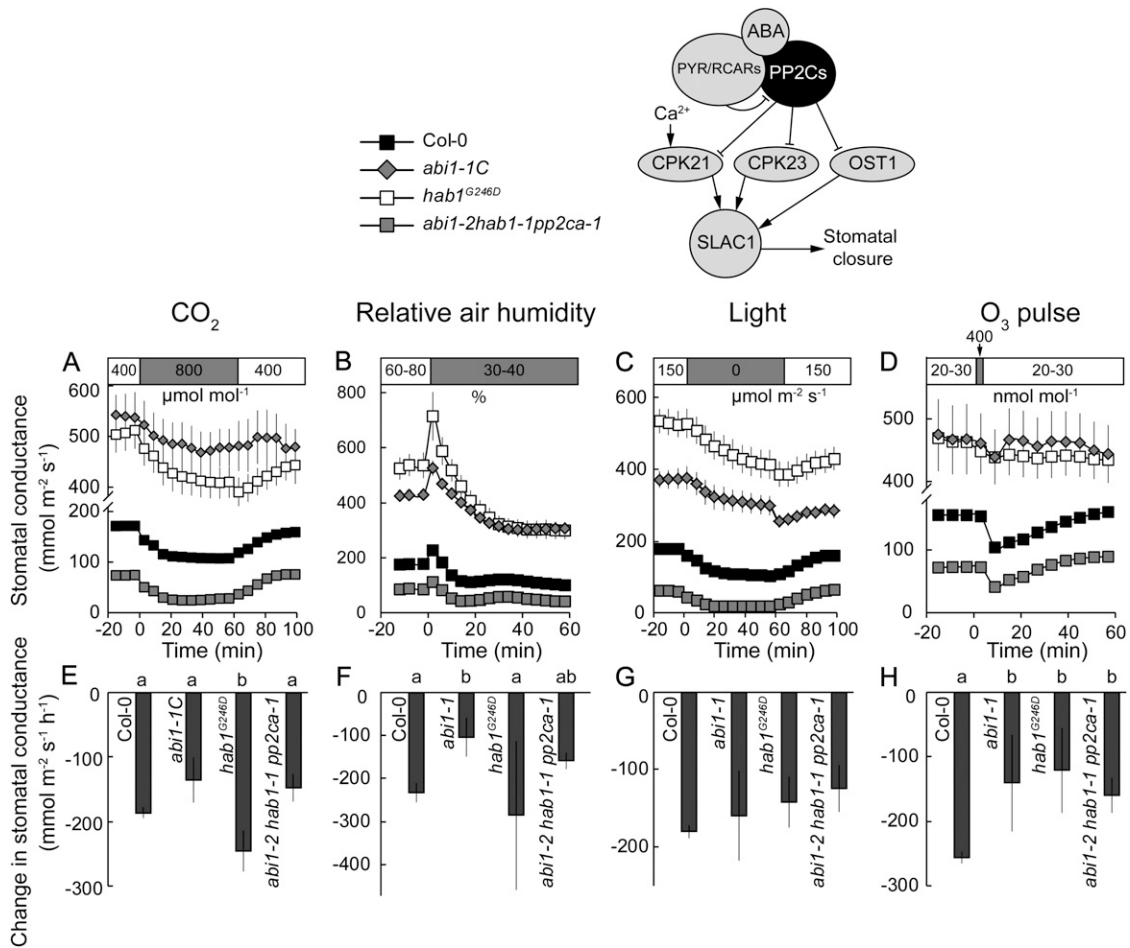 ABA
PYR/RCARs
PP2Cs
Ca²⁺
CPK21
CPK23
OST1
SLAC1
Stomatal
closure
Col-0
abi1-1C
hab1ᴳ²⁴⁶ᴰ
abi1-2hab1-1pp2ca-1
CO₂
Relative air humidity
Light
O₃ pulse
Stomatal conductance
(mmol m⁻² s⁻¹)
A
400 800 400
µmol mol⁻¹
600
500
400
200
100
0
-20 0 20 40 60 80 100
Time (min)
B
60-80 30-40
%
800
600
400
200
0
-20 0 20 40 60
Time (min)
C
150 0 150
µmol m⁻² s⁻¹
600
400
200
0
-20 0 20 40 60 80 100
Time (min)
D
400
20-30 20-30
nmol mol⁻¹
500
400
100
0
-20 0 20 40 60
Time (min)
Change in stomatal conductance
(mmol m⁻² s⁻¹ h⁻¹)
E
a a b a
0
-100
-200
-300
Col-0
abi1-1C
hab1ᴳ²⁴⁶ᴰ
abi1-2 hab1-1 pp2ca-1
F
a b a ab
0
-100
-200
-300
-400
Col-0
abi1-1
hab1ᴳ²⁴⁶ᴰ
abi1-2 hab1-1 pp2ca-1
G
0
-100
-200
Col-0
abi1-1
hab1ᴳ²⁴⁶ᴰ
abi1-2 hab1-1 pp2ca-1
H
a b b b
0
-100
-200
-300
Col-0
abi1-1
hab1ᴳ²⁴⁶ᴰ
abi1-2 hab1-1 pp2ca-1